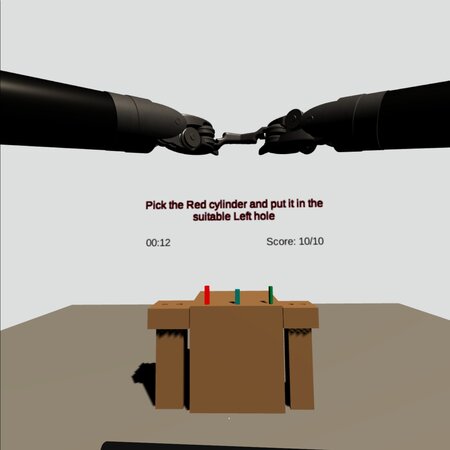 Pick the Red cylinder and put it in the
suitable Left hole
00:12
Score: 10/10